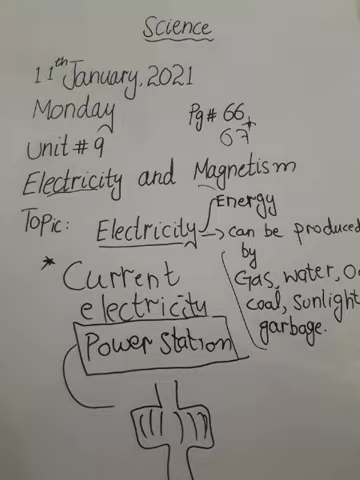 Science
11th January, 2021
Monday
Pg# 66
67
Unit # 9
Electricity and Magnetism
Topic: Electricity
Energy
can be produced
by
Gas, water,
coal, sunlight
garbage.
* Current
electricity
Power Station